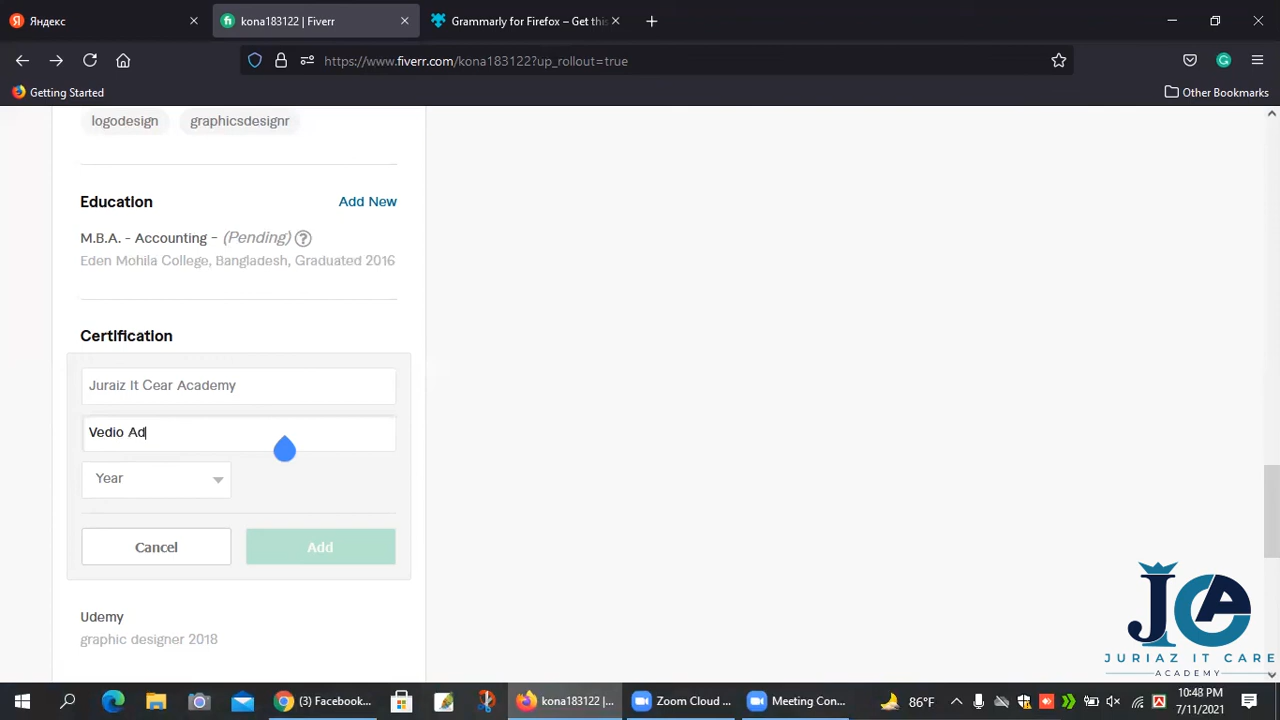 Яндекс
kona183122 | Fiverr
Grammarly for Firefox – Get this
https://www.fiverr.com/kona183122?up_rollout=true
Getting Started
Other Bookmarks
logodesign graphicsdesignr
Education Add New
M.B.A. - Accounting - (Pending) ?
Eden Mohila College, Bangladesh, Graduated 2016
Certification
Juraiz It Cear Academy
Vedio Ad
Year
Cancel Add
Udemy
graphic designer 2018
JCA
JURIAZ IT CARE
ACADEMY
(3) Facebook...
kona183122 |...
Zoom Cloud ...
Meeting Con...
86°F
10:48 PM
7/11/2021